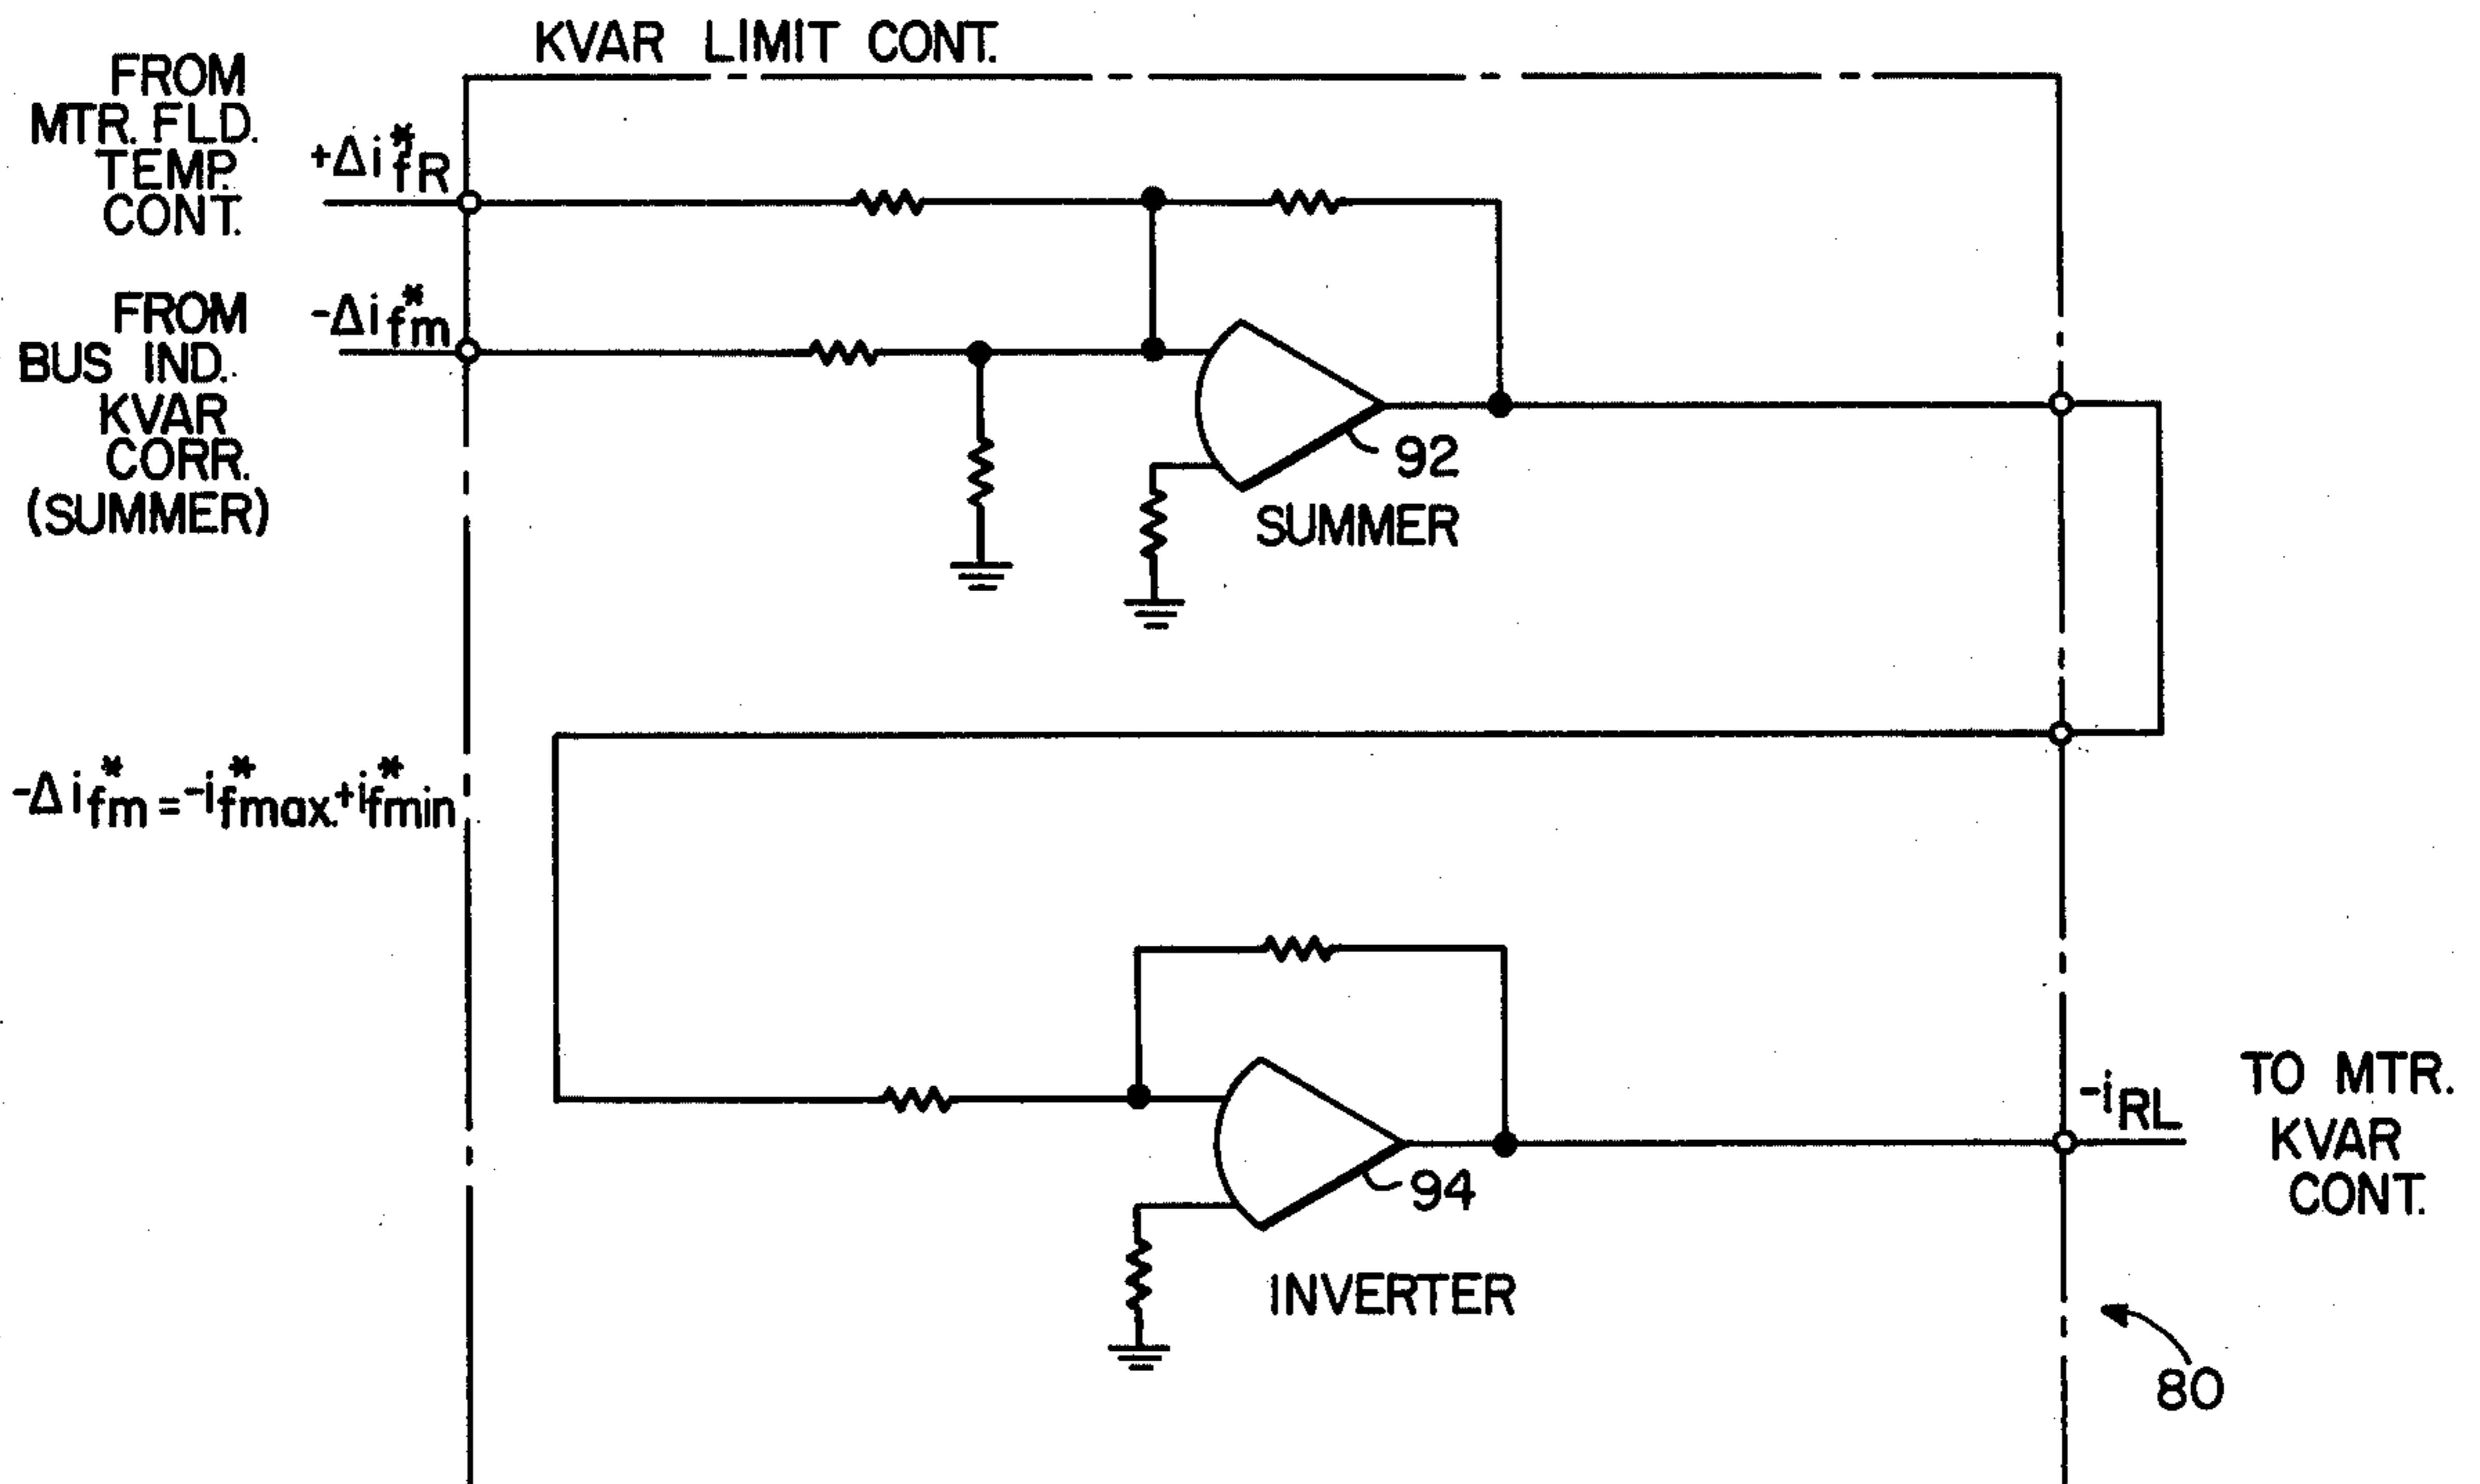 KVAR LIMIT CONT.
FROM
MTR. FLD.
TEMP.
CONT.
+Δi*fR
FROM
BUS IND.
KVAR
CORR.
(SUMMER)
-Δi*fm
92
SUMMER
-Δi*fm = -i*fmax. +i*fmin
94
INVERTER
-iRL
TO MTR.
KVAR
CONT.
80